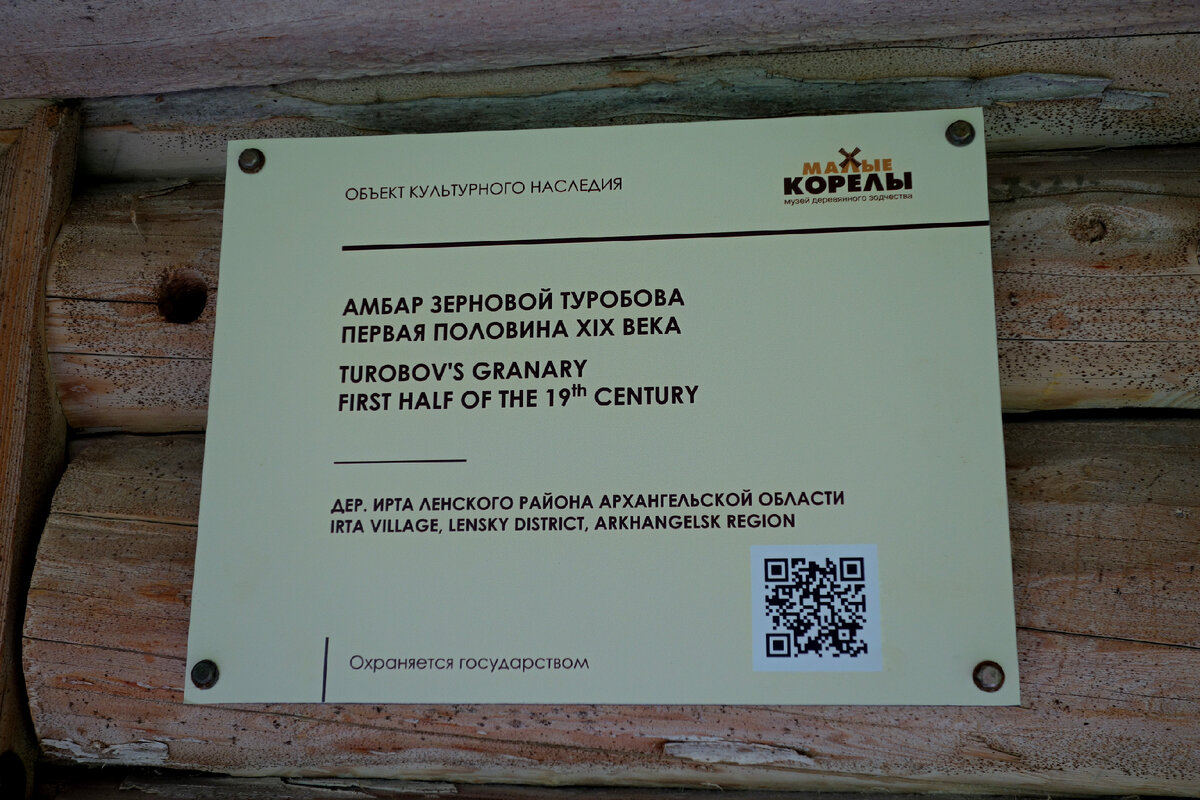 ОБЪЕКТ КУЛЬТУРНОГО НАСЛЕДИЯ
МАЛЫЕ
КОРЕЛЫ
музей деревянного зодчества
АМБАР ЗЕРНОВОЙ ТУРОБОВА
ПЕРВАЯ ПОЛОВИНА XIX ВЕКА
TUROBOV'S GRANARY
FIRST HALF OF THE 19th CENTURY
ДЕР. ИРТА ЛЕНСКОГО РАЙОНА АРХАНГЕЛЬСКОЙ ОБЛАСТИ
IRTA VILLAGE, LENSKY DISTRICT, ARKHANGELSK REGION
Охраняется государством